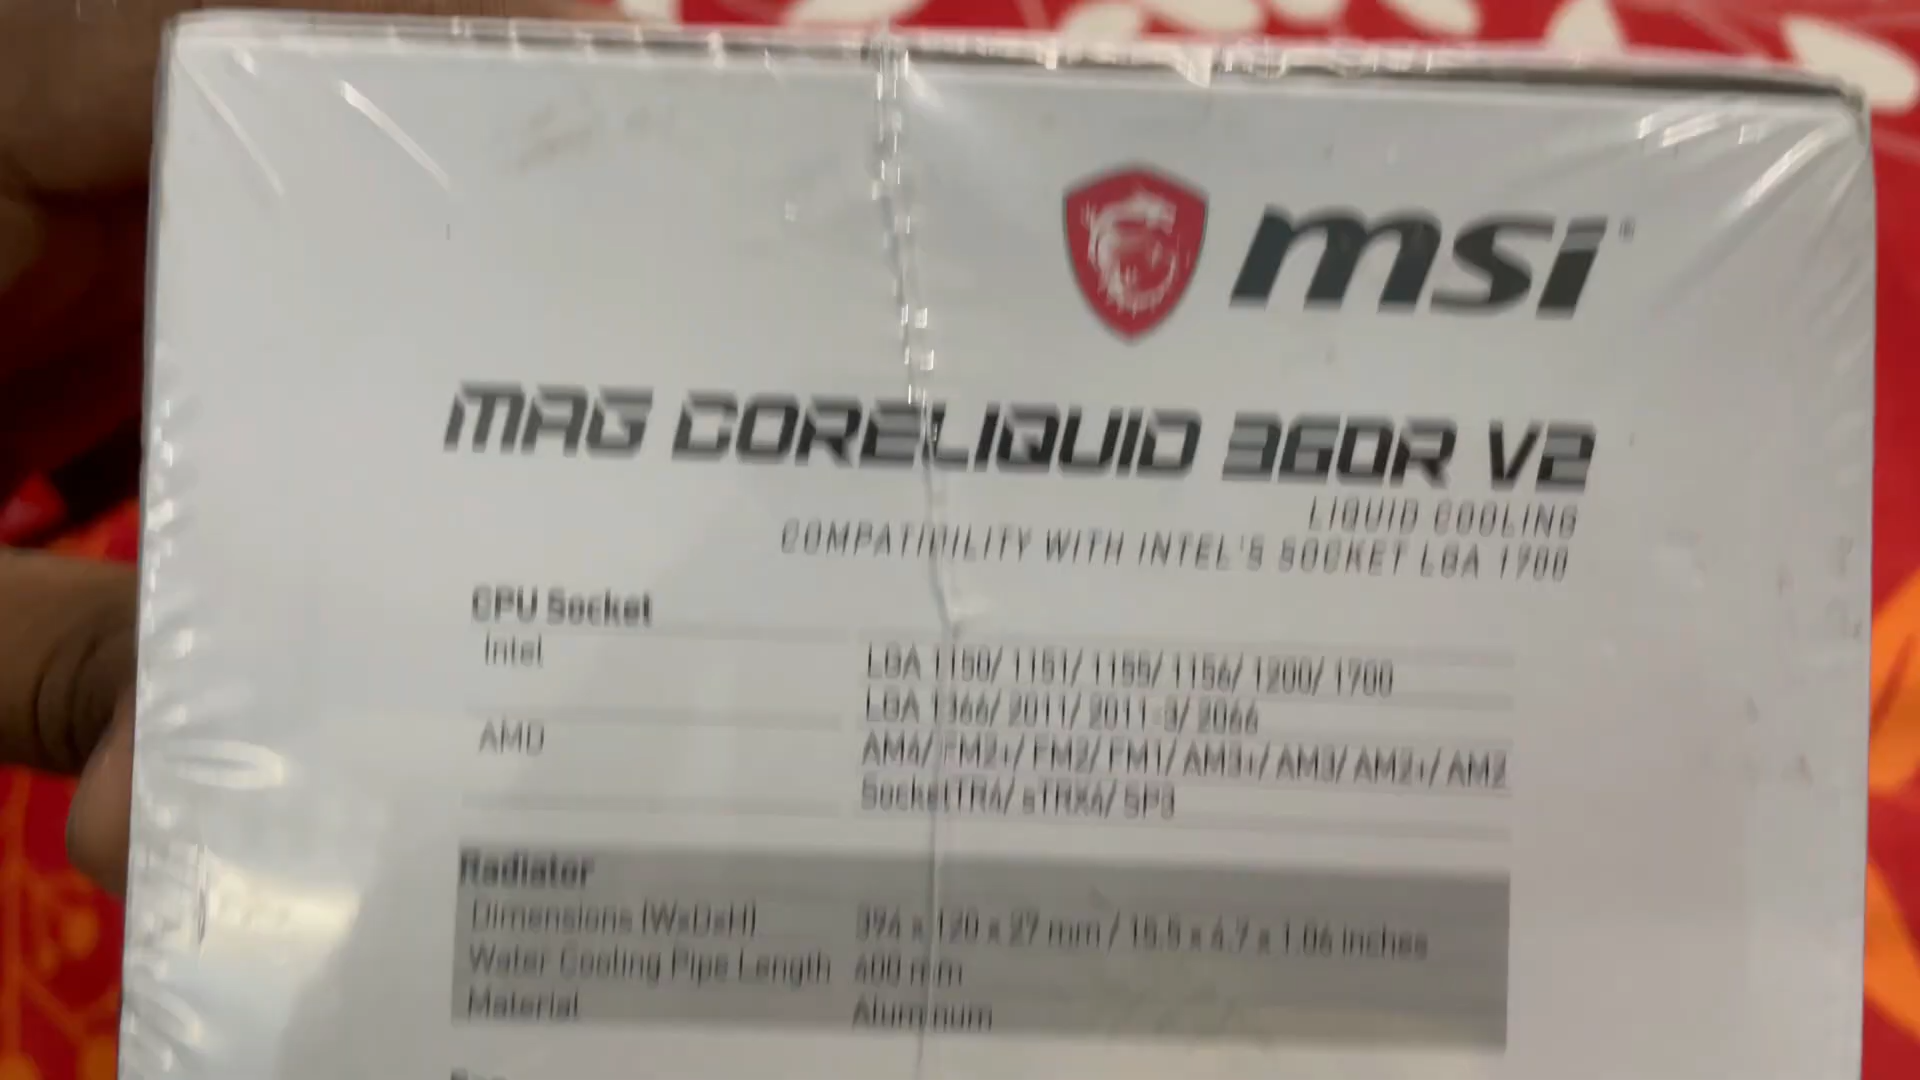 msi®
MAG CORELIQUID 360R V2
LIQUID COOLING
COMPATIBILITY WITH INTEL'S SOCKET LGA 1700
CPU Socket
Intel
LGA 1150/ 1151/ 1155/ 1156/ 1200/ 1700
LGA 1366/ 2011/ 2011-3/ 2066
AMD
AM4/ FM2+/ FM2/ FM1/ AM3+/ AM3/ AM2+/ AM2
SocketTR4/ sTRX4/ SP3
Radiator
Dimensions (WxDxH) 394 x 120 x 27 mm / 15.5 x 4.7 x 1.06 inches
Water Cooling Pipe Length 400 mm
Material Aluminum